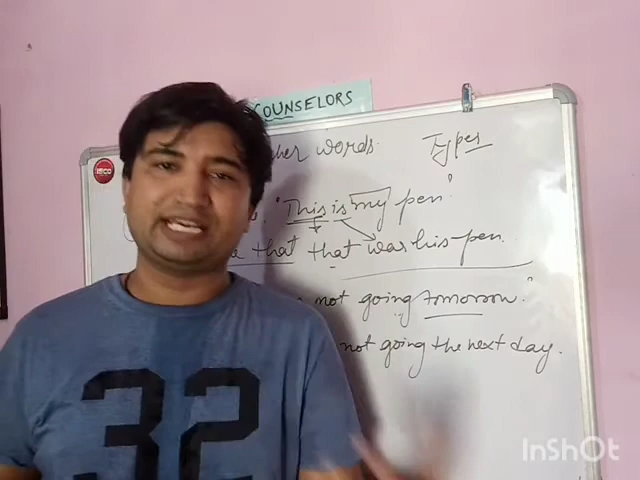 COUNSELORS
words. Types
"This is my pen"
that that was his pen.
not going tomorrow."
not going the next day.
32
InShOt